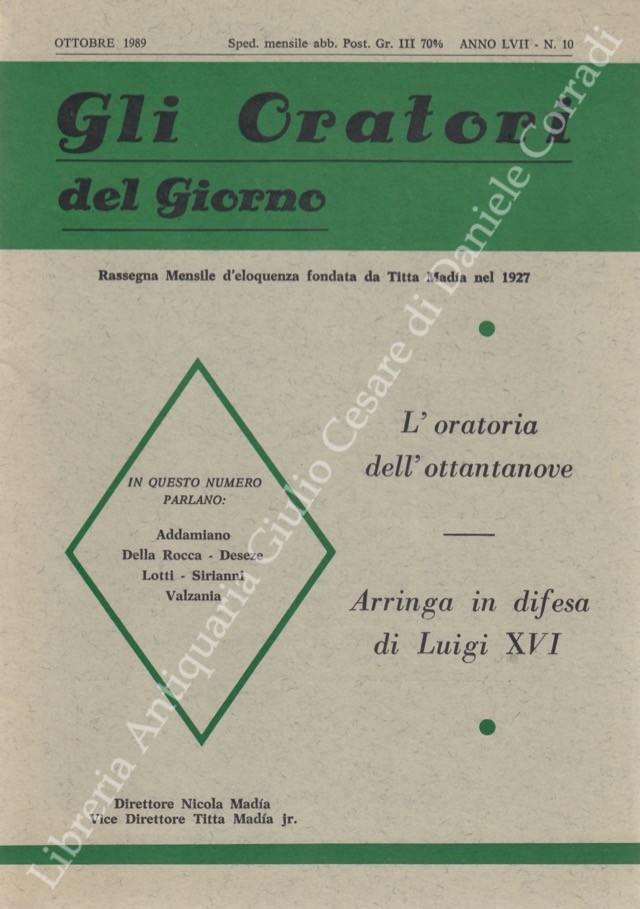 OTTOBRE 1989 Sped. mensile abb. Post. Gr. III 70% ANNO LVII - N. 10
Gli Oratori
del Giorno
Rassegna Mensile d'eloquenza fondata da Titta Madía nel 1927
L'oratoria
dell'ottantanove
IN QUESTO NUMERO
PARLANO:
Addamiano
Della Rocca - Deseze
Lotti - Sirianni
Valzania
Arringa in difesa
di Luigi XVI
Direttore Nicola Madía
Vice Direttore Titta Madía jr.
Libreria Antiquaria Giulio Cesare di Daniele Corradi